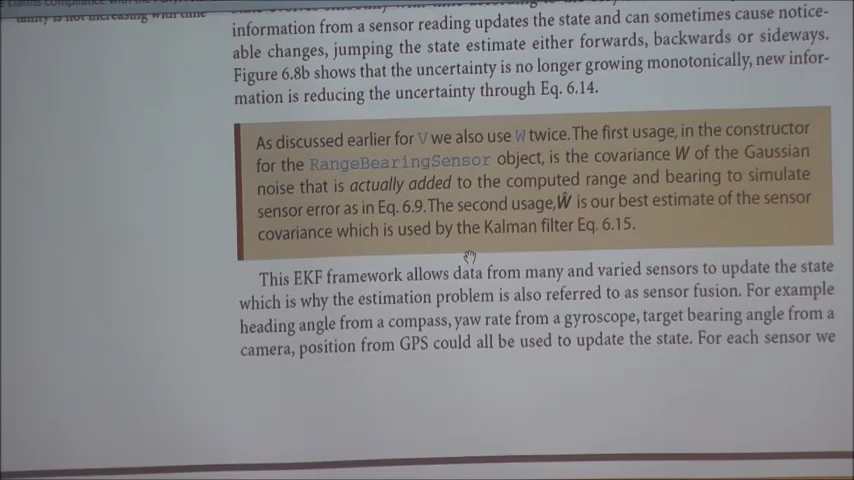 tainty is not increasing with time
information from a sensor reading updates the state and can sometimes cause notice-
able changes, jumping the state estimate either forwards, backwards or sideways.
Figure 6.8b shows that the uncertainty is no longer growing monotonically, new infor-
mation is reducing the uncertainty through Eq. 6.14.
As discussed earlier for V we also use W twice. The first usage, in the constructor
for the RangeBearingSensor object, is the covariance W of the Gaussian
noise that is actually added to the computed range and bearing to simulate
sensor error as in Eq. 6.9. The second usage, Ŵ is our best estimate of the sensor
covariance which is used by the Kalman filter Eq. 6.15.
This EKF framework allows data from many and varied sensors to update the state
which is why the estimation problem is also referred to as sensor fusion. For example
heading angle from a compass, yaw rate from a gyroscope, target bearing angle from a
camera, position from GPS could all be used to update the state. For each sensor we